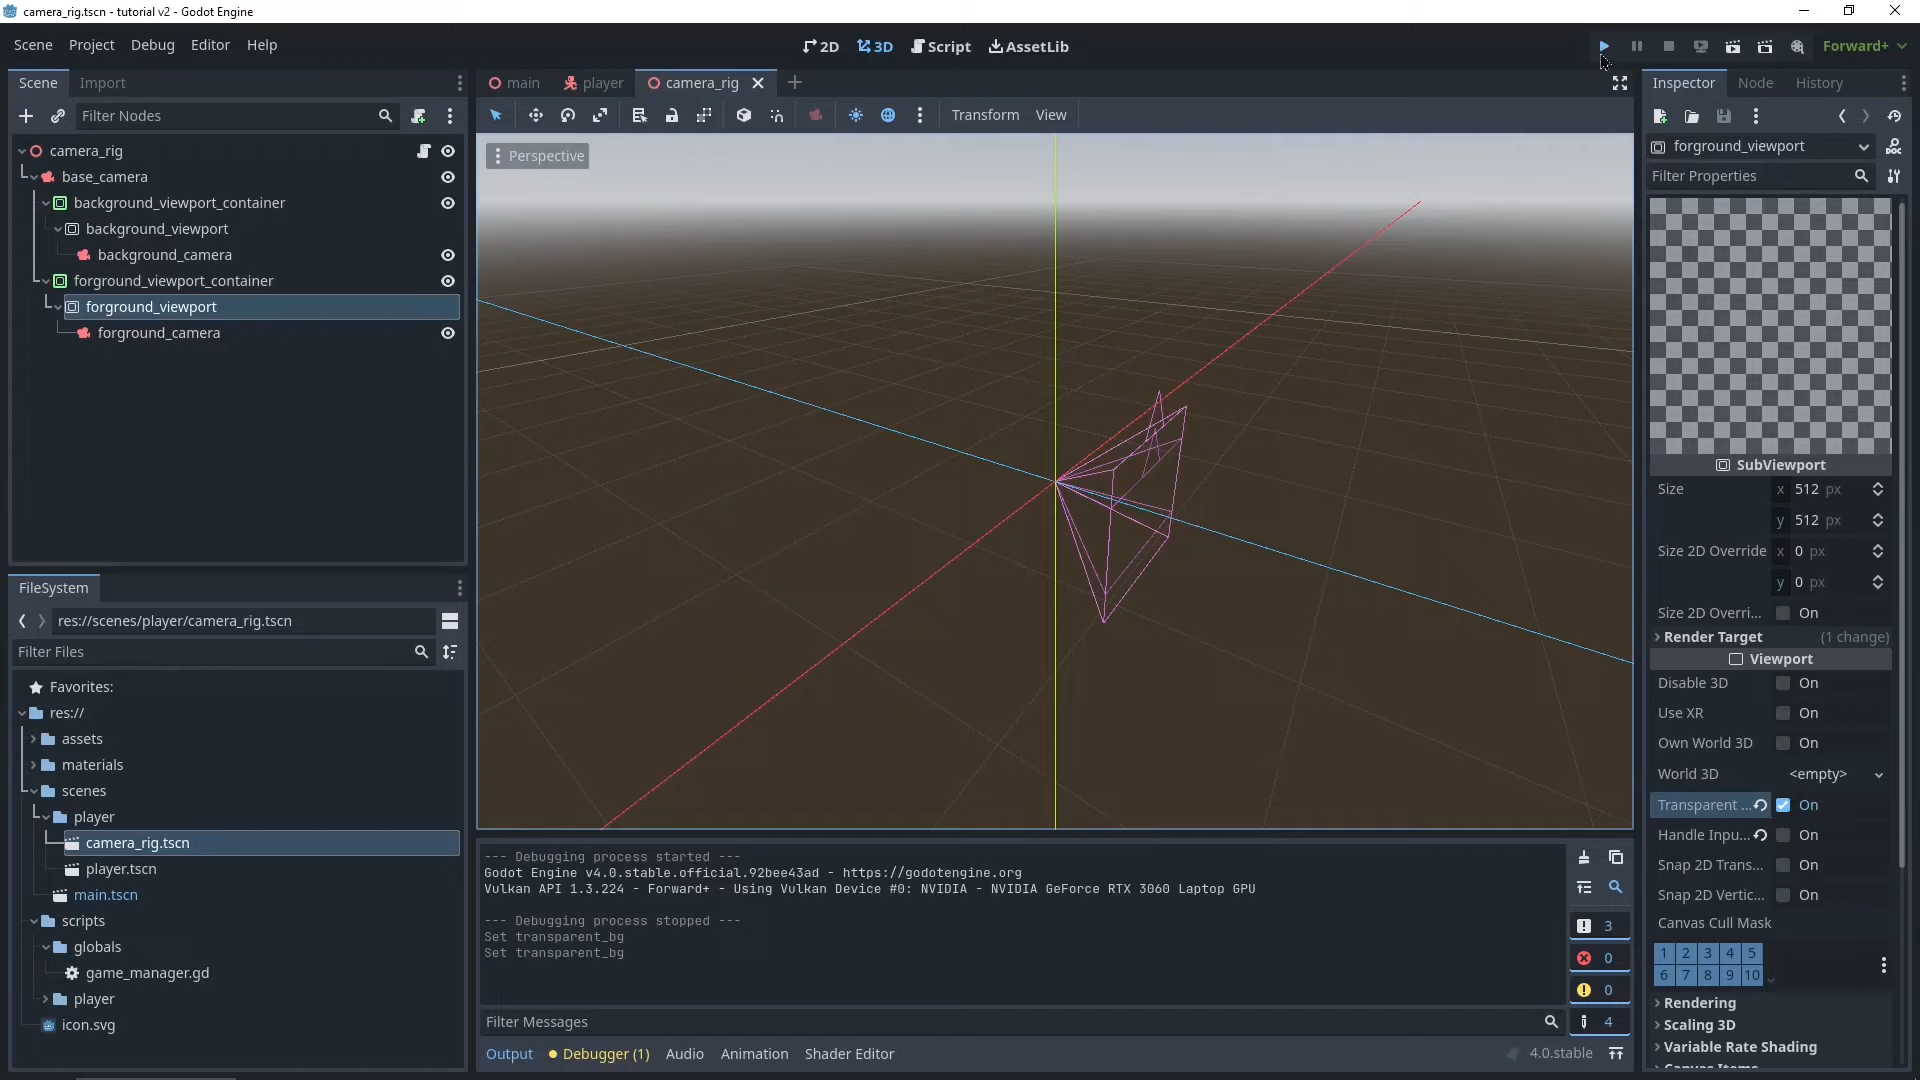 camera_rig.tscn - tutorial v2 - Godot Engine
Scene Project Debug Editor Help
2D 3D Script AssetLib
Forward+
Scene Import
main player camera_rig
Inspector Node History
Filter Nodes
Transform View
camera_rig
base_camera
background_viewport_container
background_viewport
background_camera
forground_viewport_container
forground_viewport
forground_camera
Perspective
FileSystem
res://scenes/player/camera_rig.tscn
Filter Files
Favorites:
res://
assets
materials
scenes
player
camera_rig.tscn
player.tscn
main.tscn
scripts
globals
game_manager.gd
player
icon.svg
--- Debugging process started ---
Godot Engine v4.0.stable.official.92bee43ad - https://godotengine.org
Vulkan API 1.3.224 - Forward+ - Using Vulkan Device #0: NVIDIA - NVIDIA GeForce RTX 3060 Laptop GPU
--- Debugging process stopped ---
Set transparent_bg
Set transparent_bg
3
0
0
4
Filter Messages
Output Debugger (1) Audio Animation Shader Editor
4.0.stable
forground_viewport
Filter Properties
SubViewport
Size x 512 px
y 512 px
Size 2D Override x 0 px
y 0 px
Size 2D Overri... On
Render Target (1 change)
Viewport
Disable 3D On
Use XR On
Own World 3D On
World 3D <empty>
Transparent ... On
Handle Inpu... On
Snap 2D Trans... On
Snap 2D Vertic... On
Canvas Cull Mask
1 2 3 4 5
6 7 8 9 10
Rendering
Scaling 3D
Variable Rate Shading
Canvas Items